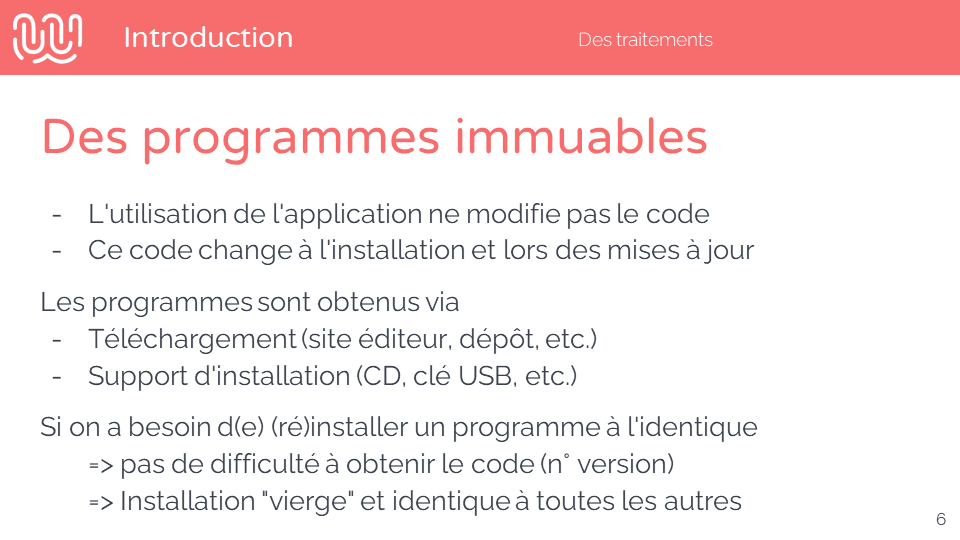 Introduction
Des traitements
Des programmes immuables
- L'utilisation de l'application ne modifie pas le code
- Ce code change à l'installation et lors des mises à jour
Les programmes sont obtenus via
- Téléchargement (site éditeur, dépôt, etc.)
- Support d'installation (CD, clé USB, etc.)
Si on a besoin d(e) (ré)installer un programme à l'identique
=> pas de difficulté à obtenir le code (n° version)
=> Installation "vierge" et identique à toutes les autres
6